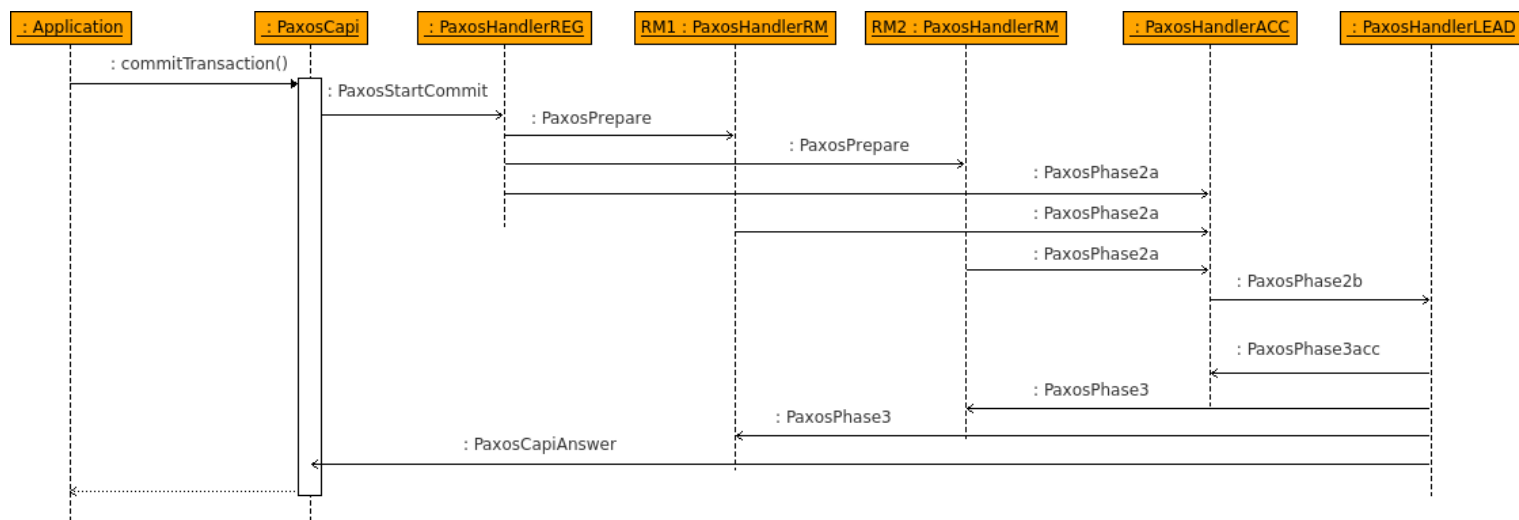 : Application
: PaxosCapi
: PaxosHandlerREG
RM1 : PaxosHandlerRM
RM2 : PaxosHandlerRM
: PaxosHandlerACC
: PaxosHandlerLEAD
: commitTransaction()
: PaxosStartCommit
: PaxosPrepare
: PaxosPrepare
: PaxosPhase2a
: PaxosPhase2a
: PaxosPhase2a
: PaxosPhase2b
: PaxosPhase3acc
: PaxosPhase3
: PaxosPhase3
: PaxosCapiAnswer